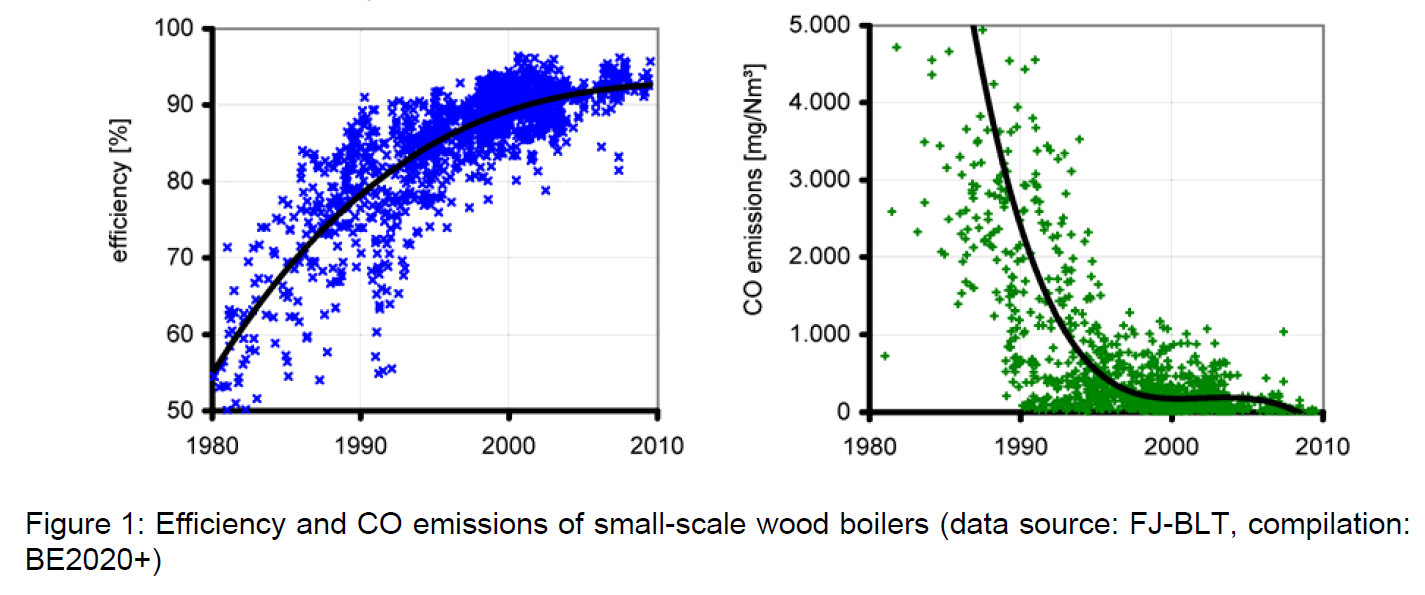 100
90
80
70
60
50
efficiency [%]
1980 1990 2000 2010
5.000
4.000
3.000
2.000
1.000
0
CO emissions [mg/Nm³]
1980 1990 2000 2010
Figure 1: Efficiency and CO emissions of small-scale wood boilers (data source: FJ-BLT, compilation:
BE2020+)